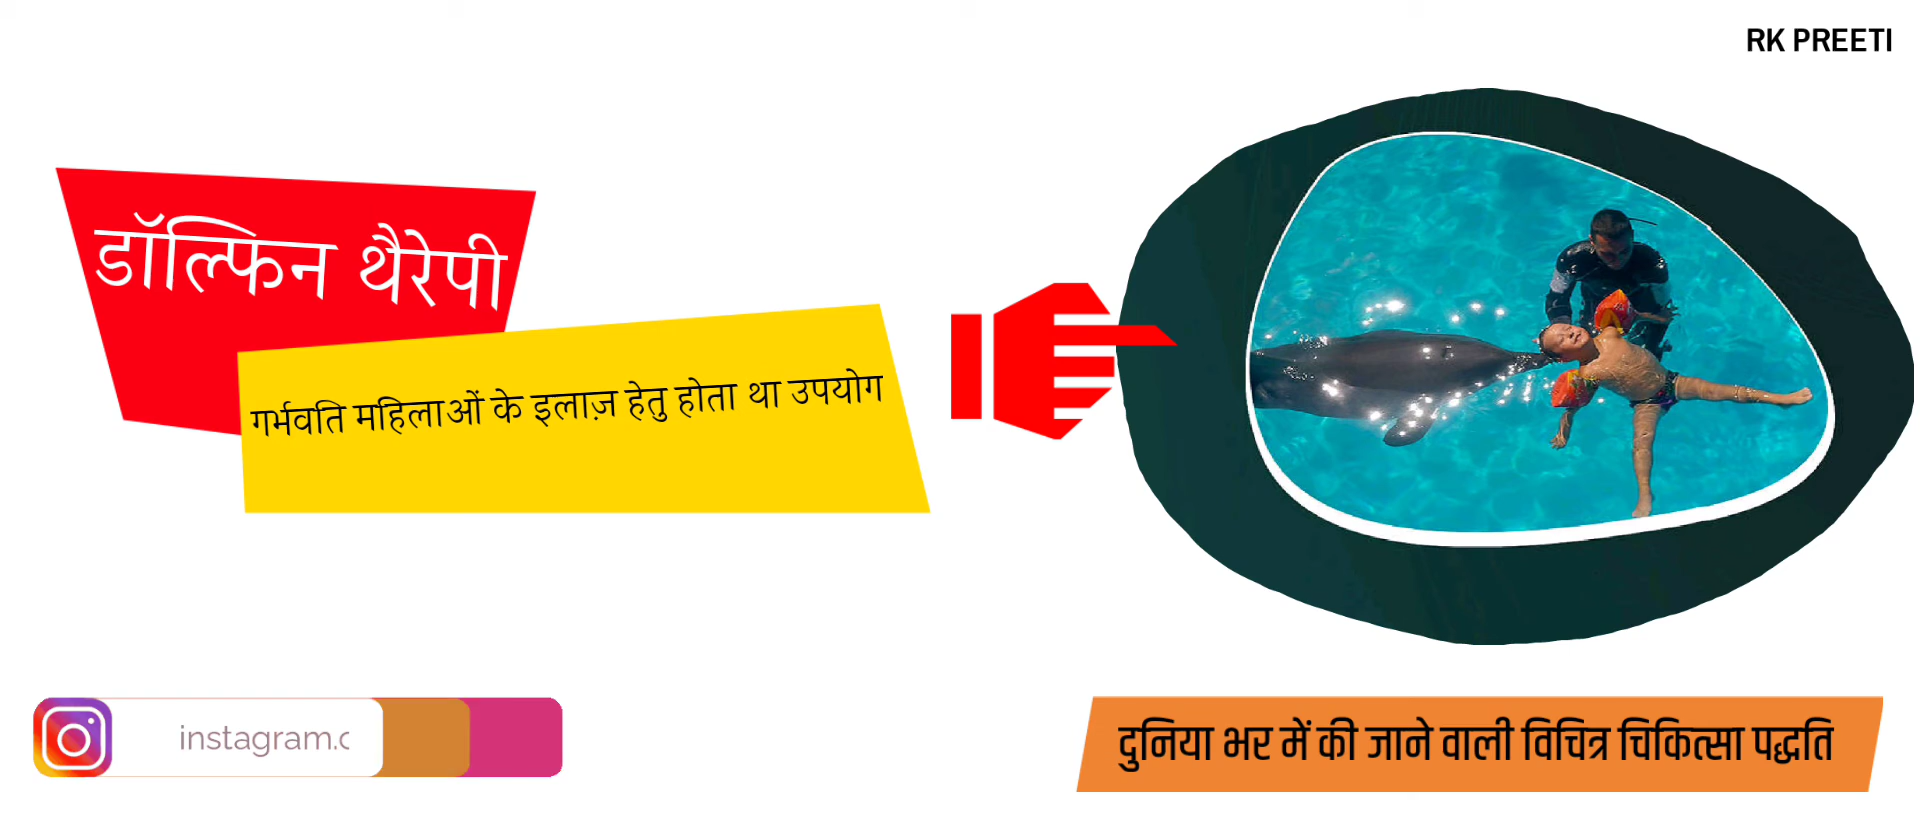 RK PREETI
डॉल्फिन थैरेपी
गर्भवति महिलाओं के इलाज़ हेतु होता था उपयोग
instagram.c
दुनिया भर में की जाने वाली विचित्र चिकित्सा पद्धति